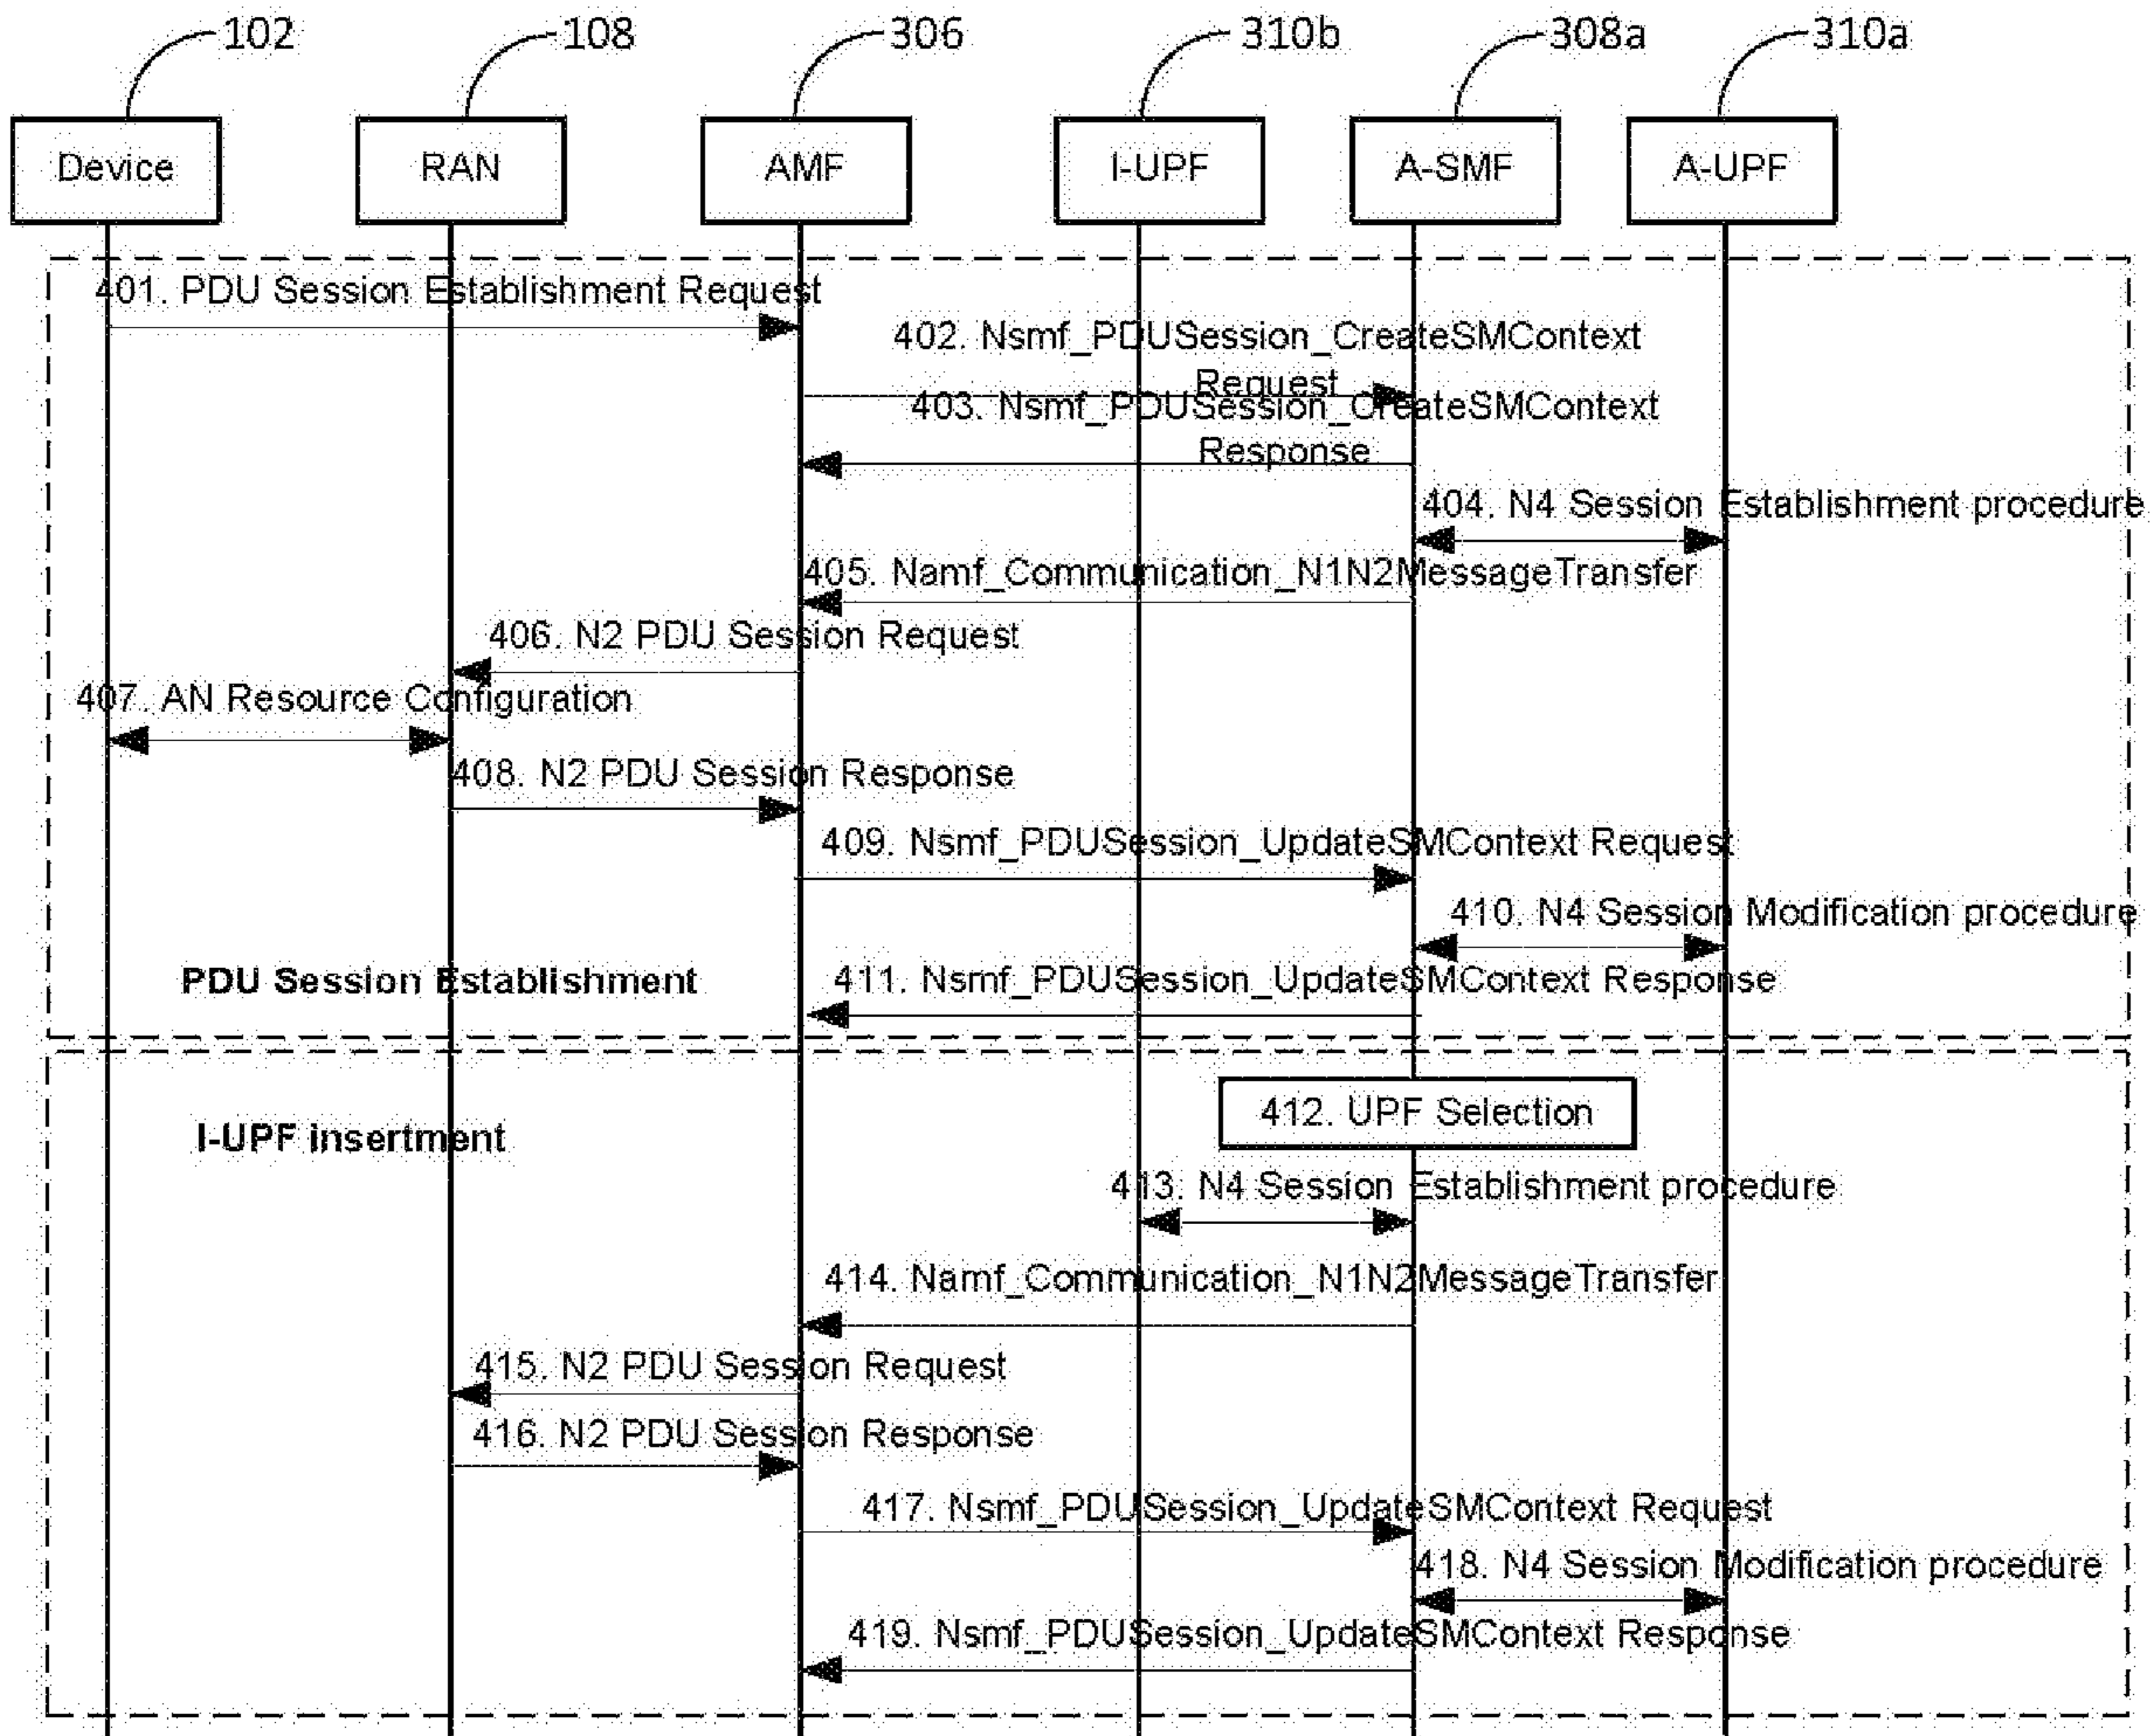 102
108
306
310b
308a
310a
Device
RAN
AMF
I-UPF
A-SMF
A-UPF
401. PDU Session Establishment Request
402. Nsmf_PDUSession_CreateSMContext
Request
403. Nsmf_PDUSession_CreateSMContext
Response
404. N4 Session Establishment procedure
405. Namf_Communication_N1N2MessageTransfer
406. N2 PDU Session Request
407. AN Resource Configuration
408. N2 PDU Session Response
409. Nsmf_PDUSession_UpdateSMContext Request
410. N4 Session Modification procedure
PDU Session Establishment
411. Nsmf_PDUSession_UpdateSMContext Response
412. UPF Selection
I-UPF insertment
413. N4 Session Establishment procedure
414. Namf_Communication_N1N2MessageTransfer
415. N2 PDU Session Request
416. N2 PDU Session Response
417. Nsmf_PDUSession_UpdateSMContext Request
418. N4 Session Modification procedure
419. Nsmf_PDUSession_UpdateSMContext Response